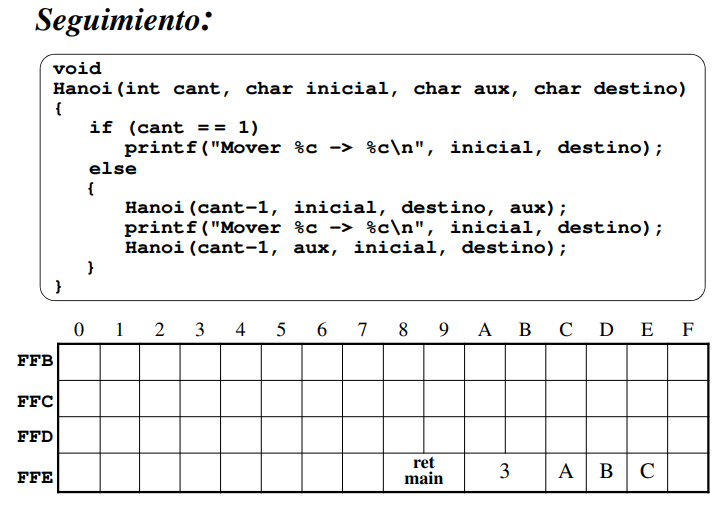 Seguimiento:
void
Hanoi(int cant, char inicial, char aux, char destino)
{
if (cant == 1)
printf("Mover %c -> %c\n", inicial, destino);
else
{
Hanoi(cant-1, inicial, destino, aux);
printf("Mover %c -> %c\n", inicial, destino);
Hanoi(cant-1, aux, inicial, destino);
}
}
0 1 2 3 4 5 6 7 8 9 A B C D E F
FFB
FFC
FFD
FFE ret main 3 A B C